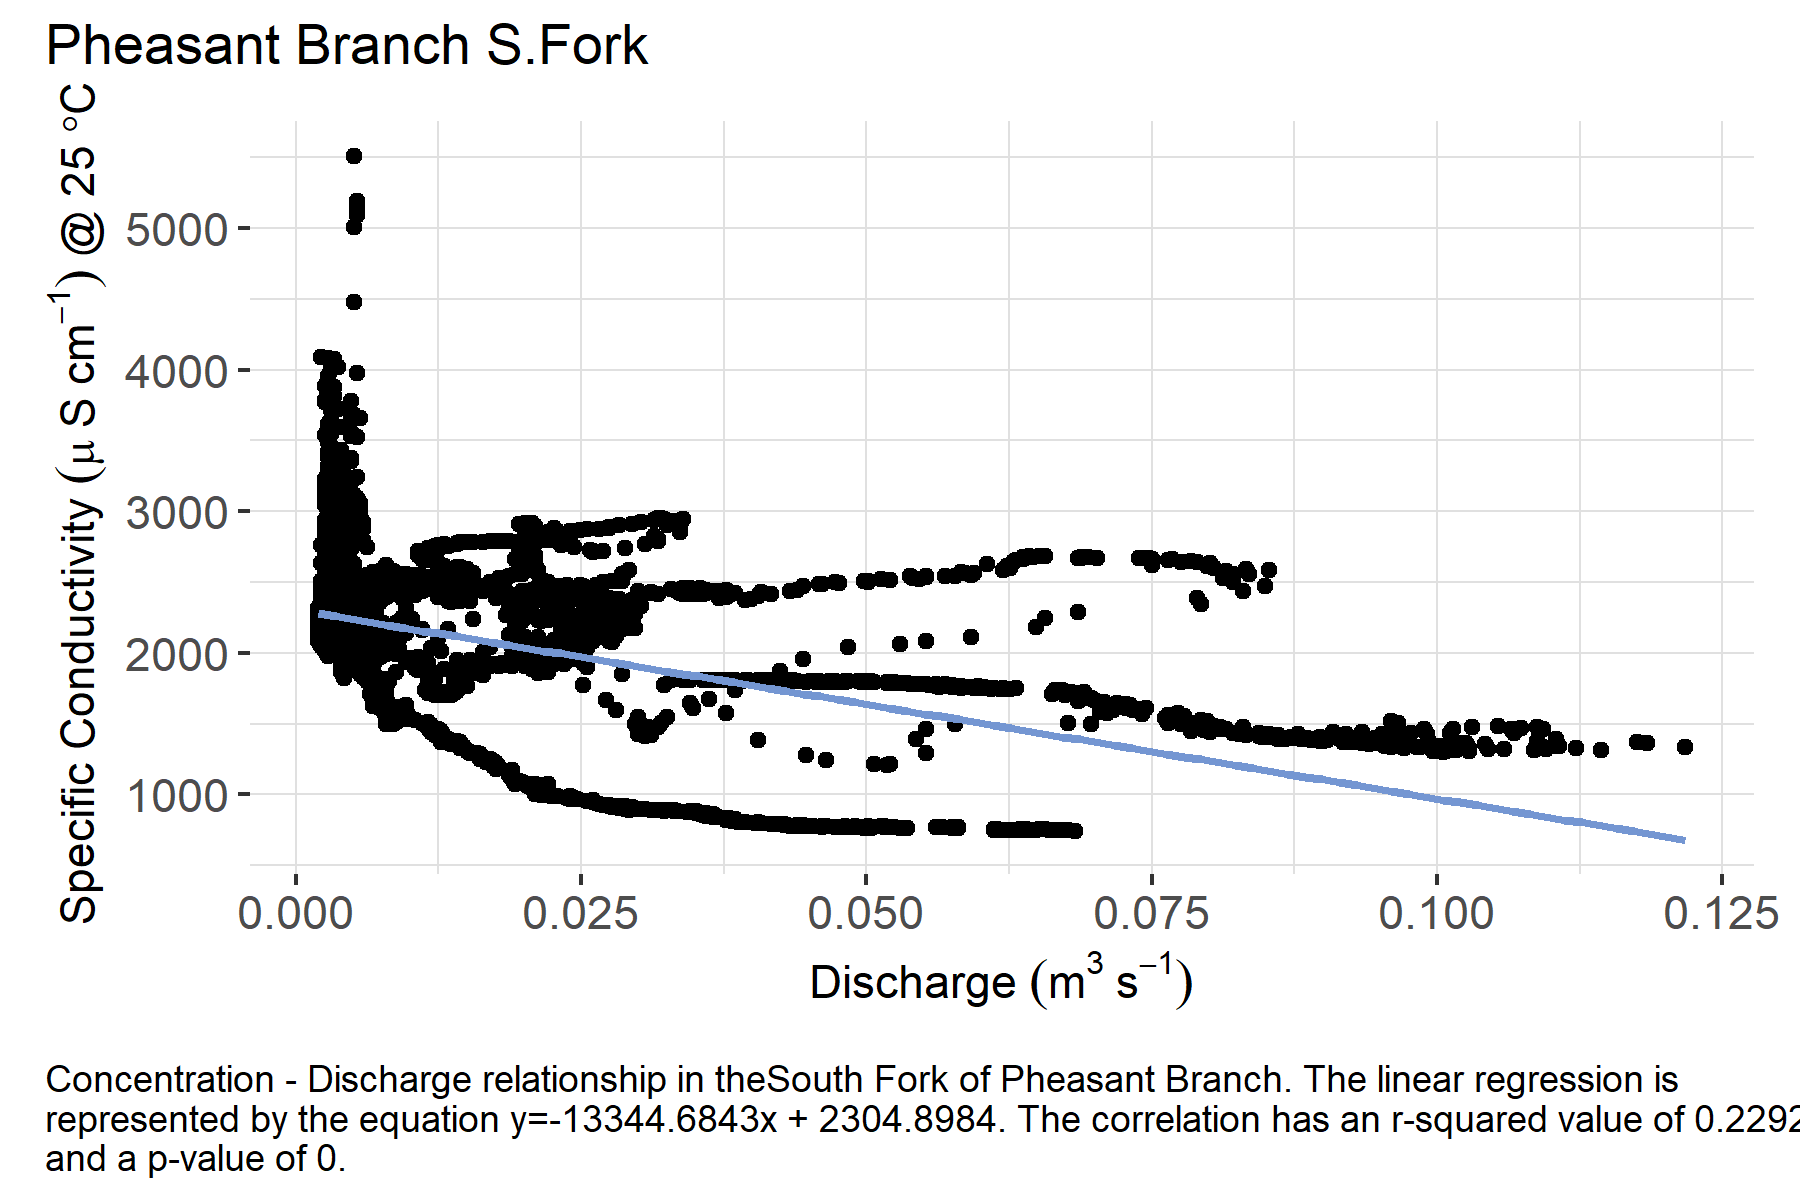 Pheasant Branch S.Fork
Specific Conductivity (μ S cm⁻¹) @ 25 °C
5000
4000
3000
2000
1000
0.000 0.025 0.050 0.075 0.100 0.125
Discharge (m³ s⁻¹)
Concentration - Discharge relationship in theSouth Fork of Pheasant Branch. The linear regression is
represented by the equation y=-13344.6843x + 2304.8984. The correlation has an r-squared value of 0.2292
and a p-value of 0.